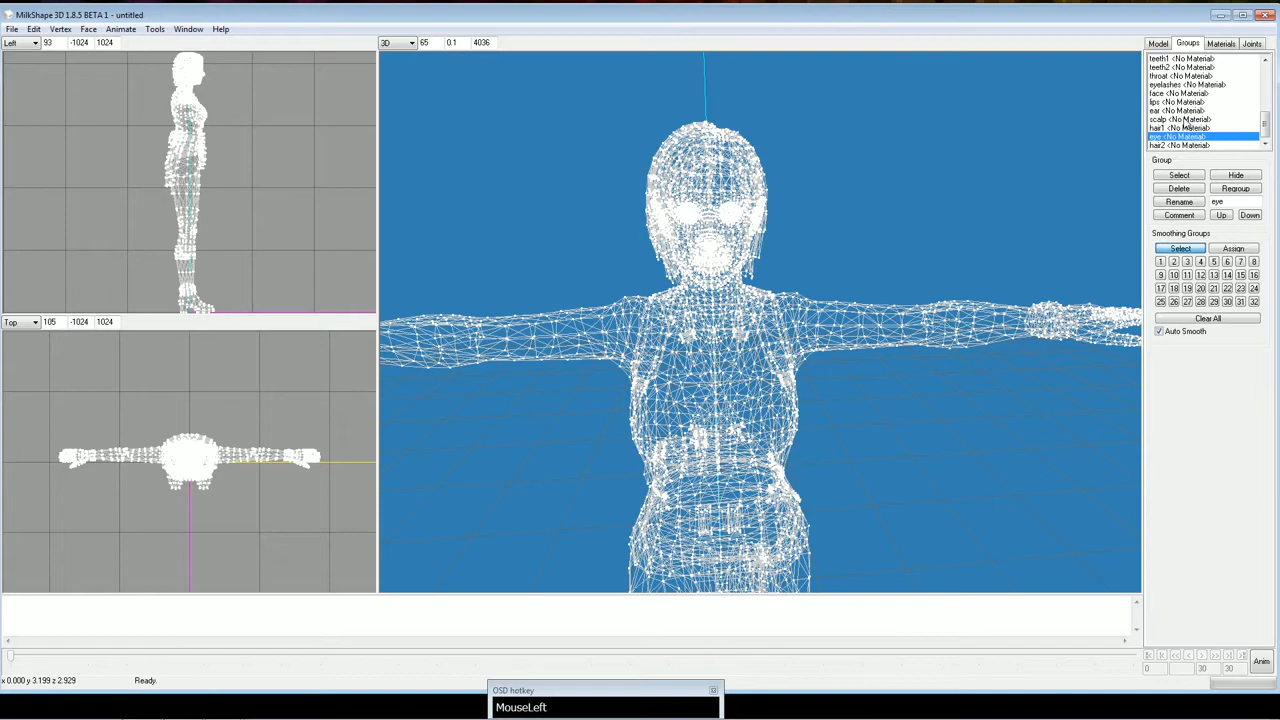 MilkShape 3D 1.8.5 BETA 1 - untitled
File Edit Vertex Face Animate Tools Window Help
Left 93 -1024 1024
3D 65 0.1 4036
Model Groups Materials Joints
teeth1 <No Material>
teeth2 <No Material>
throat <No Material>
eyelashes <No Material>
face <No Material>
lips <No Material>
ear <No Material>
scalp <No Material>
hair1 <No Material>
eye <No Material>
hair2 <No Material>
Group
Select Hide
Delete Regroup
Rename eye
Comment Up Down
Smoothing Groups
Select Assign
1 2 3 4 5 6 7 8
9 10 11 12 13 14 15 16
17 18 19 20 21 22 23 24
25 26 27 28 29 30 31 32
Clear All
Auto Smooth
Top 105 -1024 1024
0 30 30 Anim
x 0.000 y 3.199 z 2.929 Ready.
OSD hotkey
MouseLeft